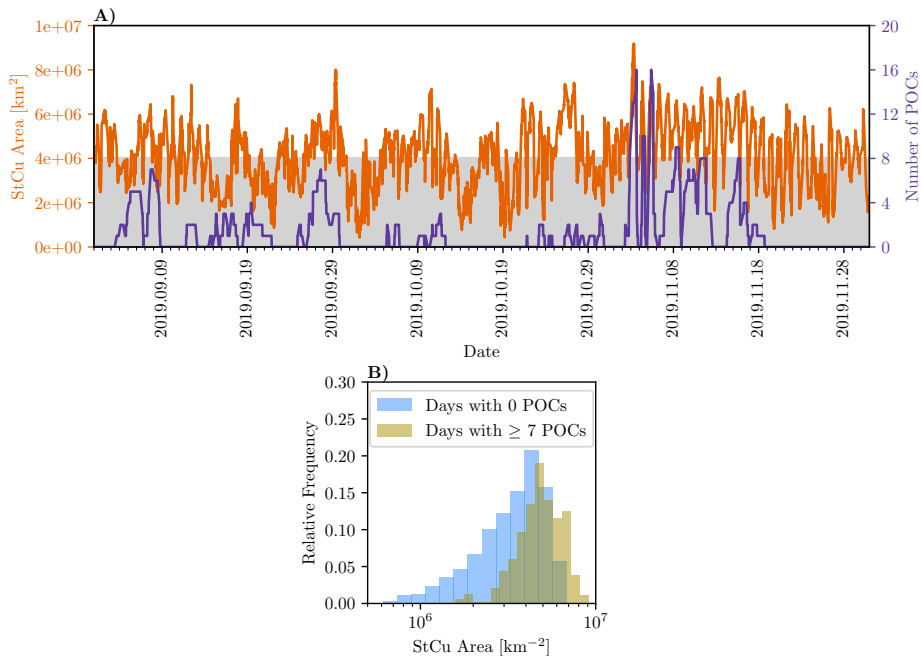 A)
1e+07
8e+06
6e+06
4e+06
2e+06
0e+00
StCu Area [km²]
20
16
12
8
4
0
Number of POCs
2019.09.09
2019.09.19
2019.09.29
2019.10.09
2019.10.19
2019.10.29
2019.11.08
2019.11.18
2019.11.28
Date
B)
0.30
0.25
0.20
0.15
0.10
0.05
0.00
Relative Frequency
Days with 0 POCs
Days with ≥ 7 POCs
10⁶
10⁷
StCu Area [km⁻²]